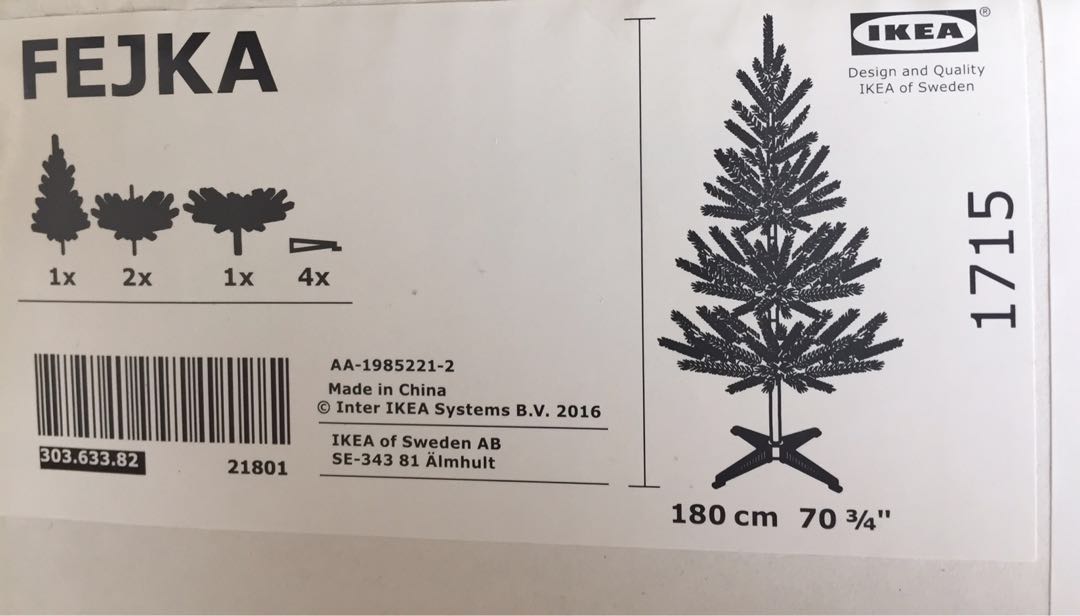 FEJKA
1x 2x 1x 4x
303.633.82
21801
AA-1985221-2
Made in China
© Inter IKEA Systems B.V. 2016
IKEA of Sweden AB
SE-343 81 Älmhult
180 cm 70 ¾"
IKEA®
Design and Quality
IKEA of Sweden
1715